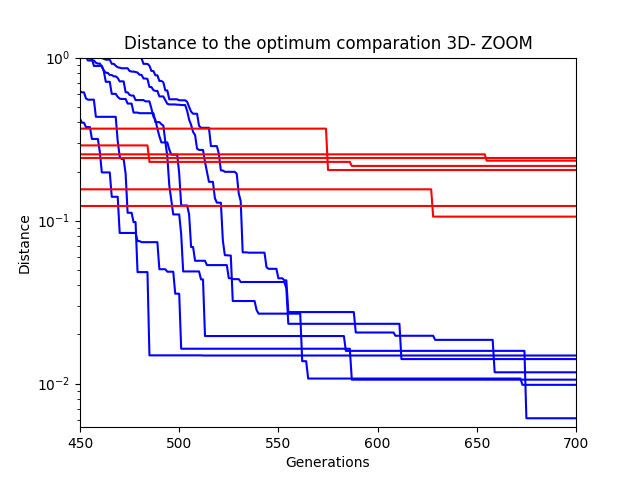 Distance to the optimum comparation 3D- ZOOM
10⁰
10⁻¹
10⁻²
Distance
450 500 550 600 650 700
Generations